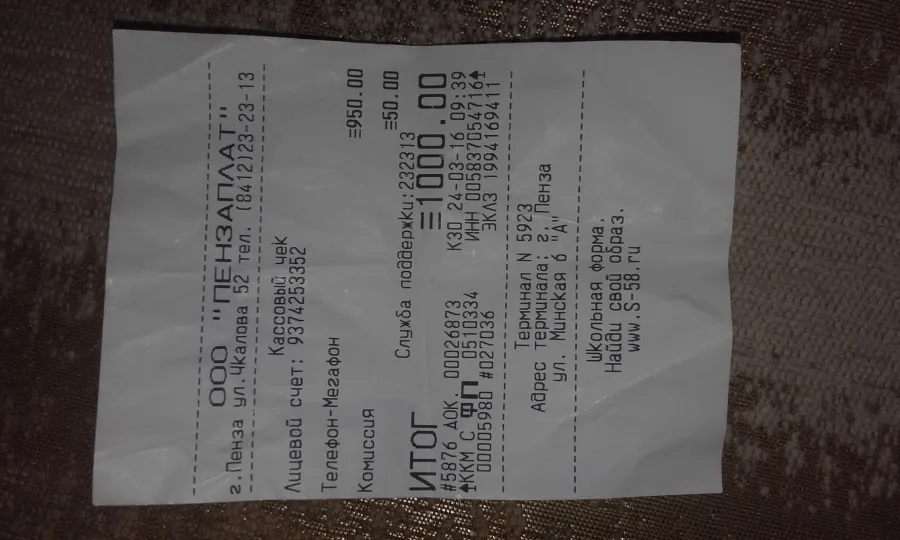 ООО "ПЕНЗАПЛАТ"
г.Пенза ул.Чкалова 52 тел. (8412)23-23-13
Кассовый чек
Лицевой счет: 9374253352
Телефон-Мегафон ≡950.00
Комиссия ≡50.00
Служба поддержки:232313
ИТОГ ≡1000.00
#5876 АОК. 00026873 КЗО 24-03-16 09:39
ККМ С ФП 0510334 ИНН 005837054716
00005980 #027036 ЭКЛЗ 1994169411
Терминал N 5923
Адрес терминала: г. Пенза
ул. Минская 6 "А"
Школьная форма.
Найди свой образ.
www.S-58.ru